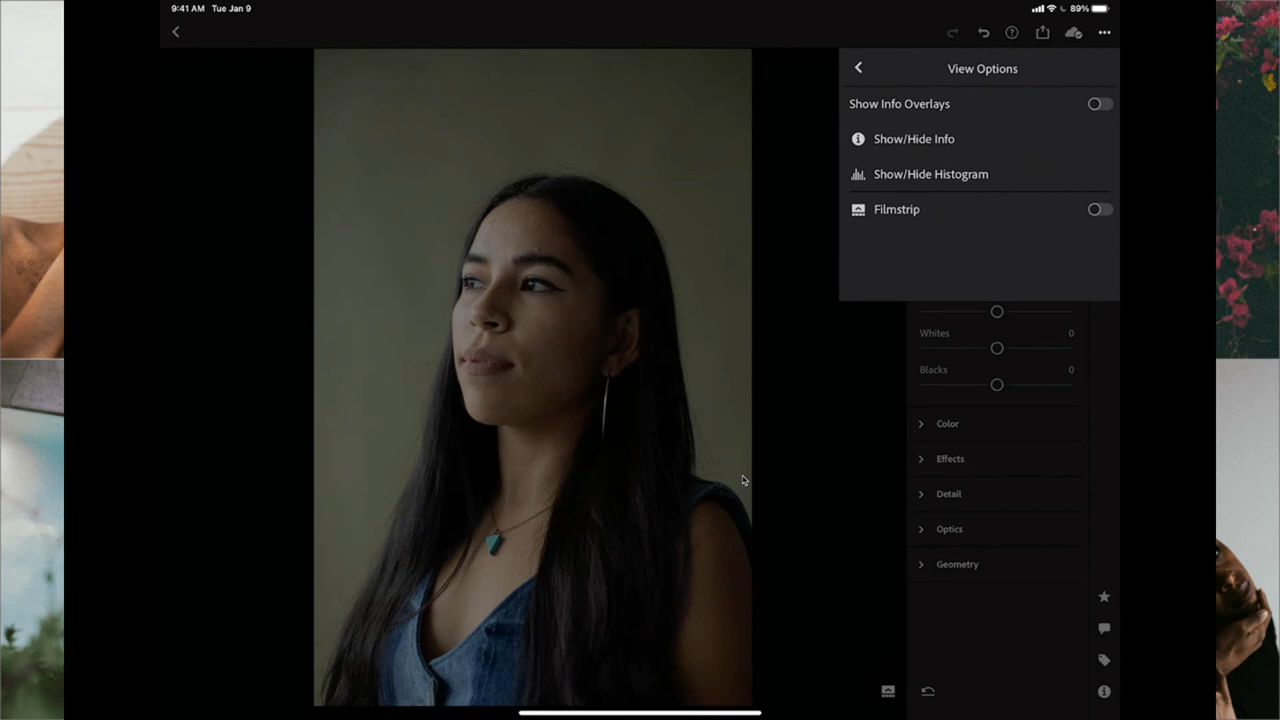 9:41 AM Tue Jan 9
89%
View Options
Show Info Overlays
Show/Hide Info
Show/Hide Histogram
Filmstrip
Whites 0
Blacks 0
Color
Effects
Detail
Optics
Geometry